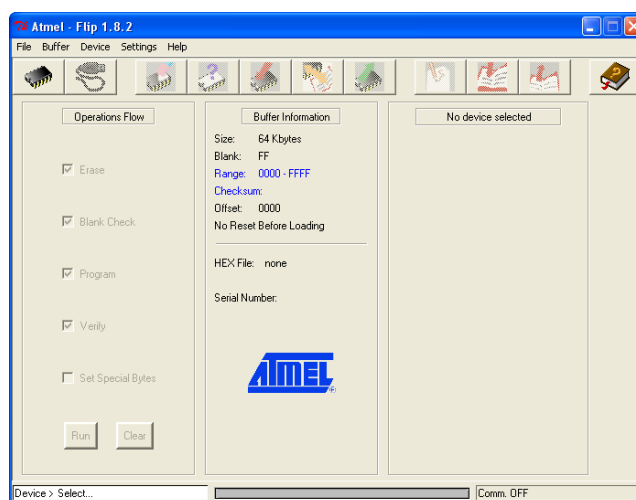 Atmel - Flip 1.8.2
File Buffer Device Settings Help
Operations Flow
Erase
Blank Check
Program
Verify
Set Special Bytes
Run Clear
Buffer Information
Size: 64 Kbytes
Blank: FF
Range: 0000 - FFFF
Checksum:
Offset: 0000
No Reset Before Loading
HEX File: none
Serial Number:
ATMEL
®
No device selected
Device > Select...
Comm. OFF